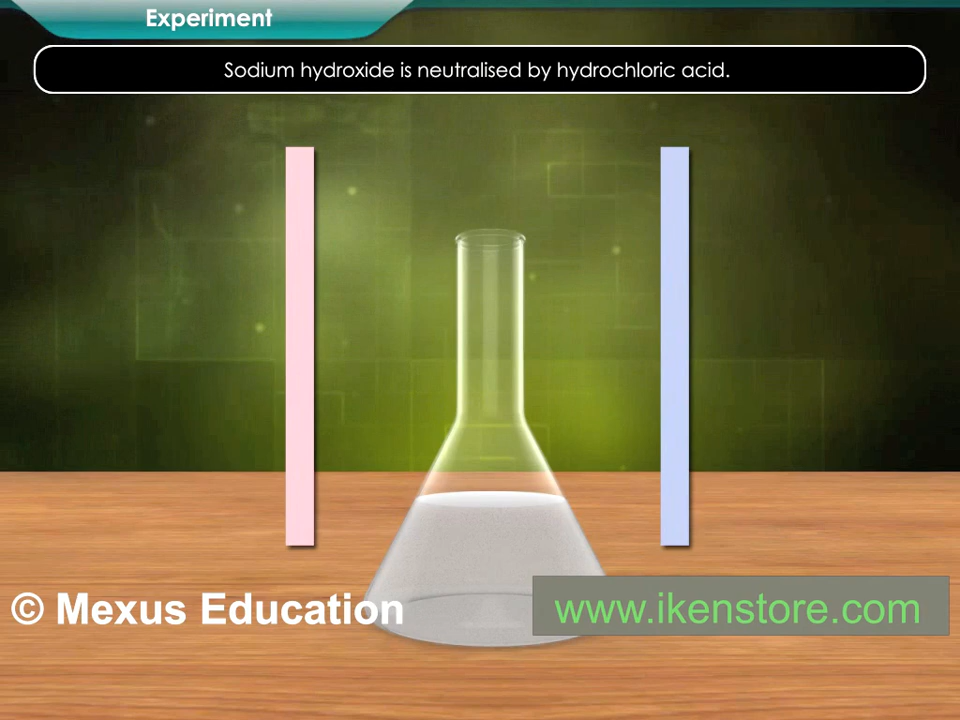 Experiment
Sodium hydroxide is neutralised by hydrochloric acid.
© Mexus Education
www.ikenstore.com